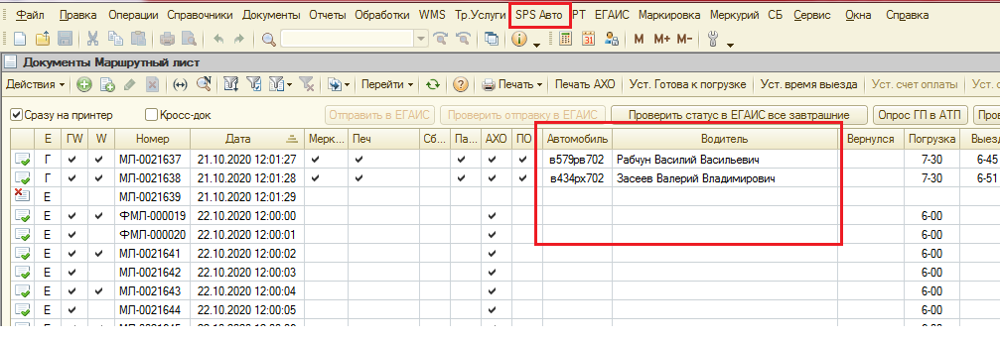 Файл Правка Операции Справочники Документы Отчеты Обработки WMS Тр.Услуги SPS Авто РТ ЕГАИС Маркировка Меркурий СБ Сервис Окна Справка
31 M M+ M-
Документы Маршрутный лист
Действия Перейти Печать Печать АХО Уст. Готова к погрузке Уст. время выезда Уст. счет оплаты Уст. с
Сразу на принтер Кросс-док Отправить в ЕГАИС Проверить отправку в ЕГАИС Проверить статус в ЕГАИС все завтрашние Опрос ГП в АТП Пров
Е ГW W Номер Дата Мерк... Печ Сб... Па... АХО ПО Автомобиль Водитель Вернулся Погрузка Выез
Г МЛ-0021637 21.10.2020 12:01:27 в579рв702 Рабчун Василий Васильевич 7-30 6-45
Г МЛ-0021638 21.10.2020 12:01:28 в434рх702 Засеев Валерий Владимирович 7-30 6-51
Е МЛ-0021639 21.10.2020 12:01:29
Е ФМЛ-000019 22.10.2020 12:00:00 6-00
Е ФМЛ-000020 22.10.2020 12:00:01 6-00
Е МЛ-0021641 22.10.2020 12:00:02 6-00
Е МЛ-0021642 22.10.2020 12:00:03 6-00
Е МЛ-0021643 22.10.2020 12:00:04 6-00
Е МЛ-0021644 22.10.2020 12:00:05 6-00